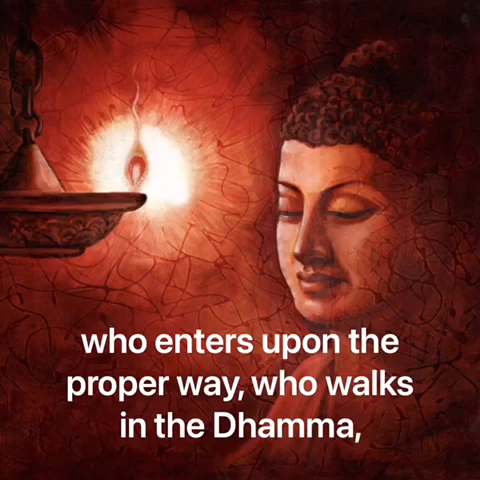 who enters upon the
proper way, who walks
in the Dhamma,